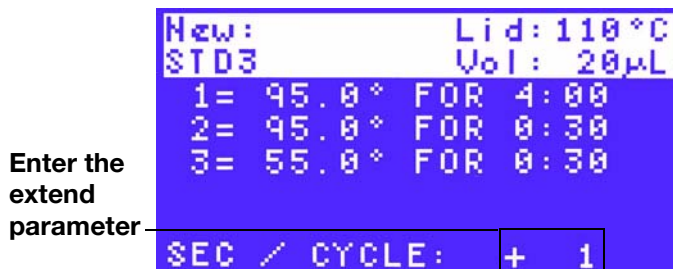 New: Lid:110°C
STD3 Vol: 20µL
1= 95.0° FOR 4:00
2= 95.0° FOR 0:30
3= 55.0° FOR 0:30
Enter the
extend
parameter
SEC / CYCLE: + 1